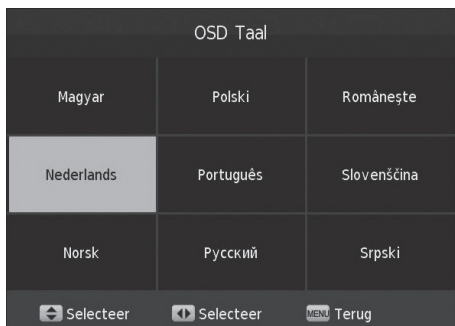 OSD Taal
Magyar Polski Românește
Nederlands Português Slovenščina
Norsk Русский Srpski
Selecteer Selecteer MENU Terug